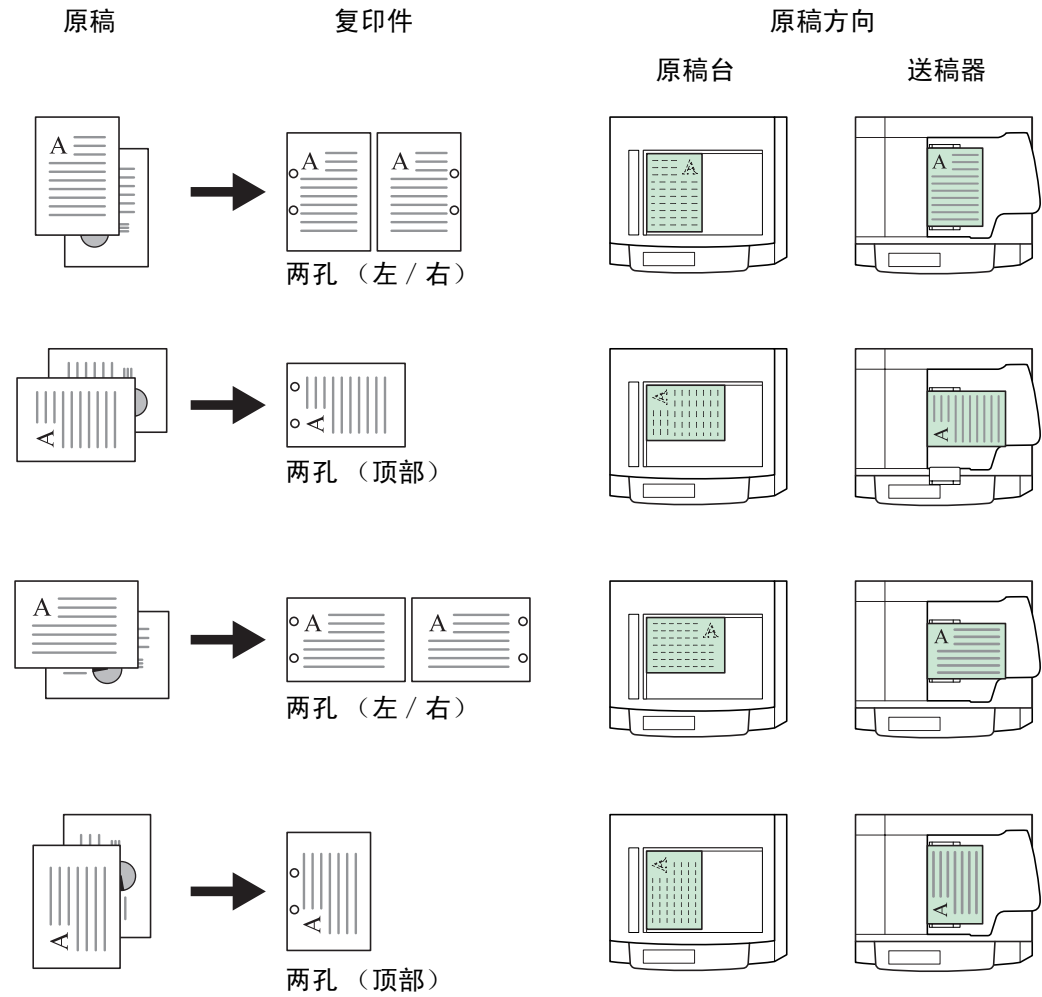 原稿 复印件 原稿方向
原稿台 送稿器
A A A A A A
两孔 （左 / 右）
A A A A
两孔 （顶部）
A A A A A
两孔 （左 / 右）
A A A A
两孔 （顶部）